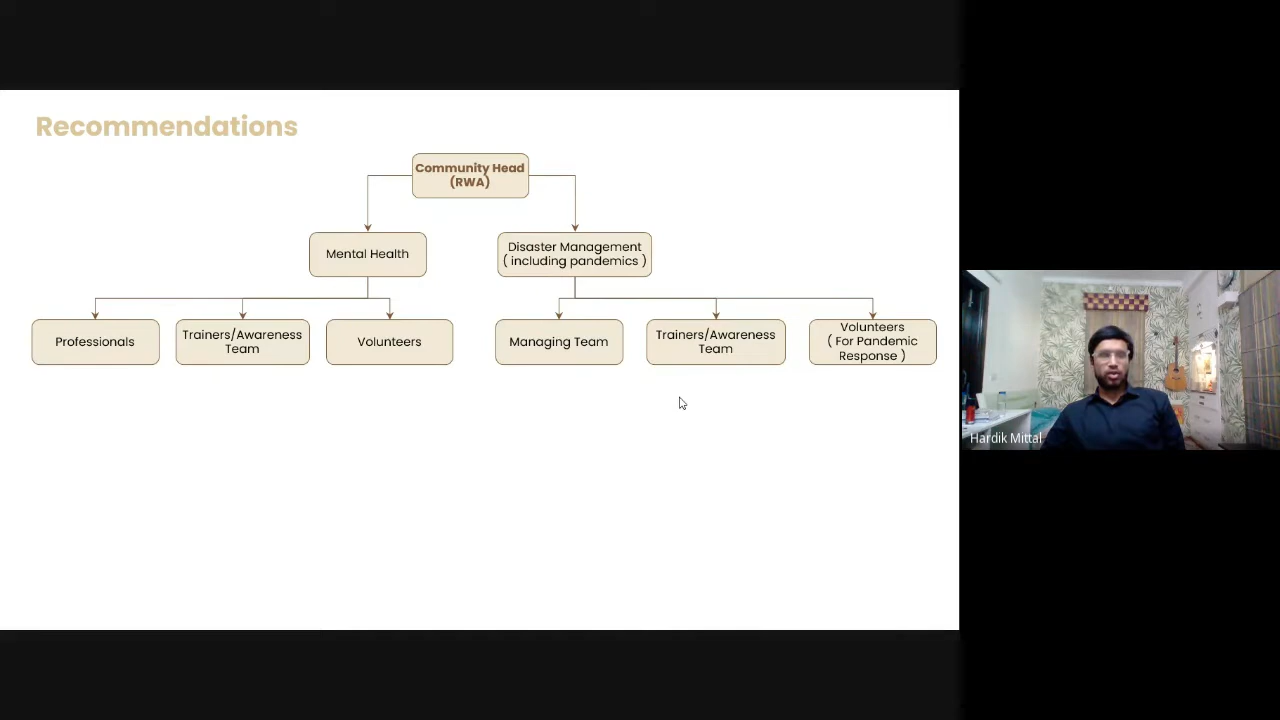 Recommendations
Community Head
(RWA)
Mental Health
Disaster Management
( including pandemics )
Professionals
Trainers/Awareness
Team
Volunteers
Managing Team
Trainers/Awareness
Team
Volunteers
( For Pandemic
Response )
Hardik Mittal